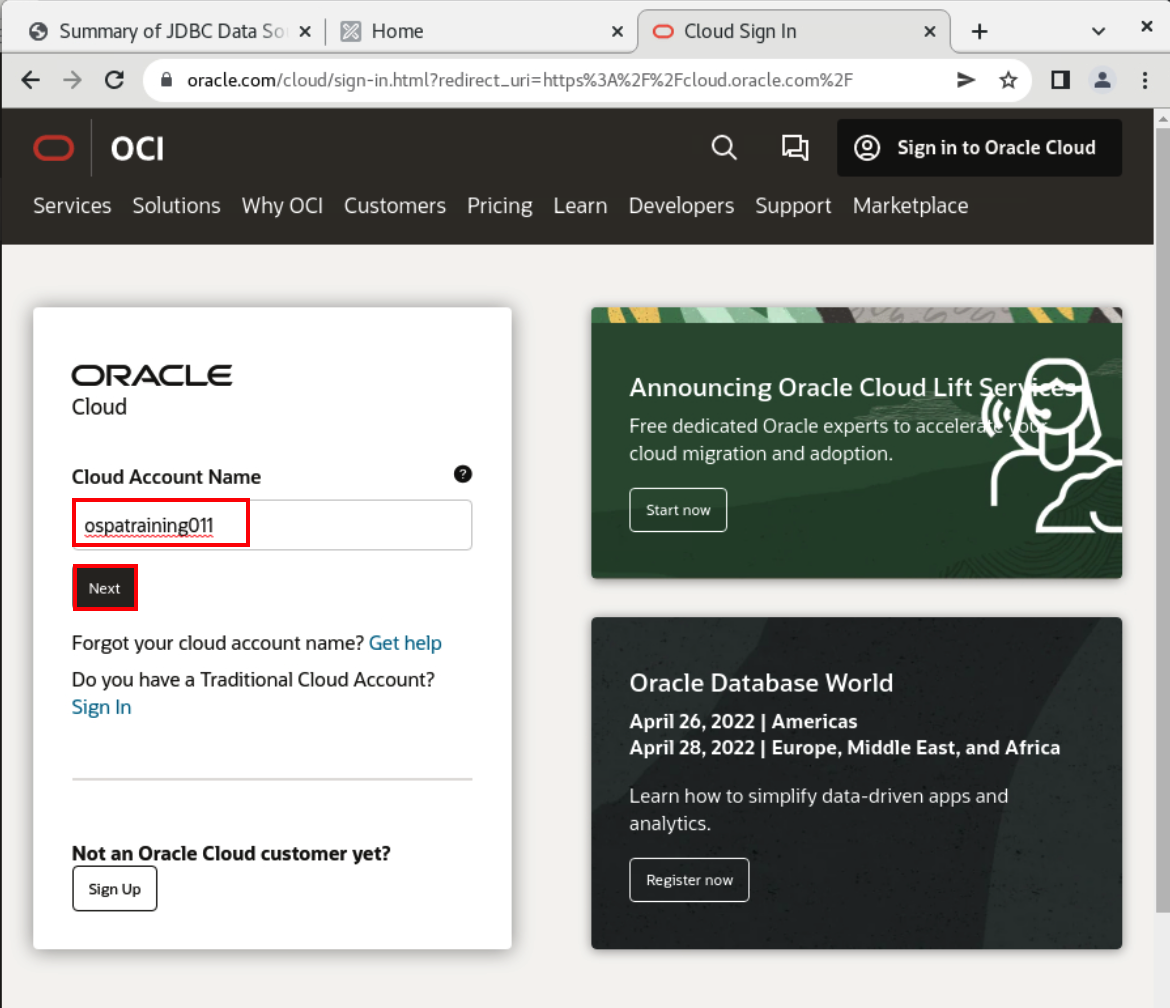 Summary of JDBC Data So
Home
Cloud Sign In
oracle.com/cloud/sign-in.html?redirect_uri=https%3A%2F%2Fcloud.oracle.com%2F
OCI
Sign in to Oracle Cloud
Services Solutions Why OCI Customers Pricing Learn Developers Support Marketplace
ORACLE
Cloud
Cloud Account Name
?
ospatraining011
Next
Forgot your cloud account name? Get help
Do you have a Traditional Cloud Account?
Sign In
Not an Oracle Cloud customer yet?
Sign Up
Announcing Oracle Cloud Lift Services
Free dedicated Oracle experts to accelerate your
cloud migration and adoption.
Start now
Oracle Database World
April 26, 2022 | Americas
April 28, 2022 | Europe, Middle East, and Africa
Learn how to simplify data-driven apps and
analytics.
Register now